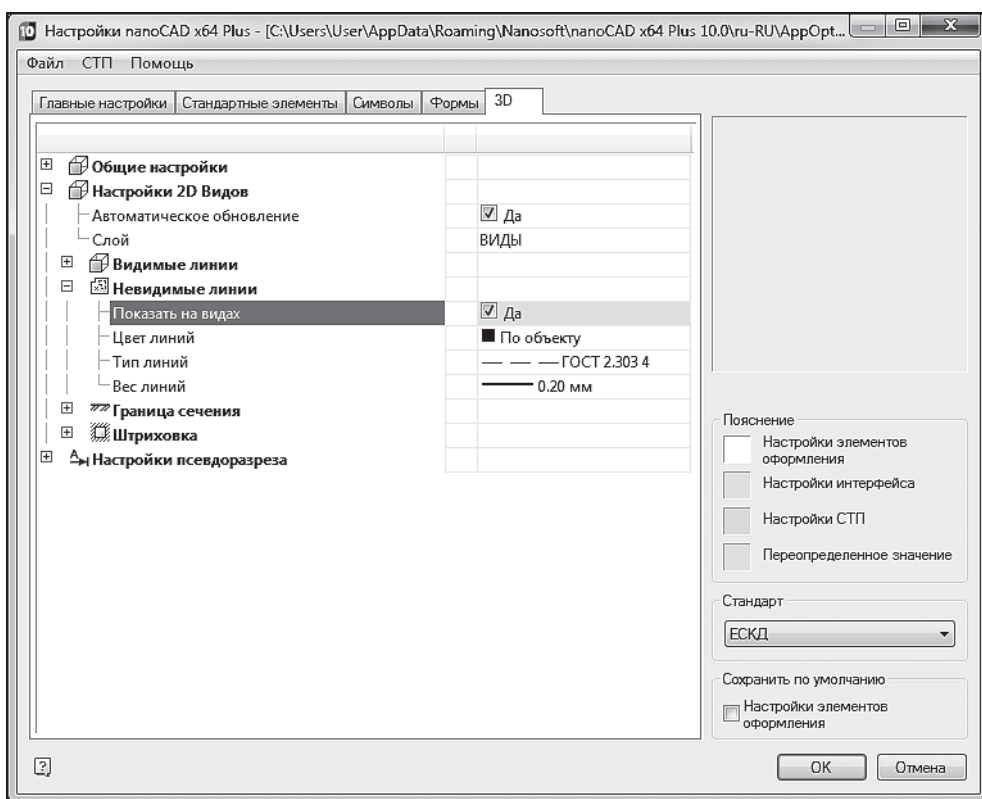 Настройки nanoCAD x64 Plus - [C:\Users\User\AppData\Roaming\Nanosoft\nanoCAD x64 Plus 10.0\ru-RU\AppOpt...
Файл СТП Помощь
Главные настройки Стандартные элементы Символы Формы 3D
Общие настройки
Настройки 2D Видов
Автоматическое обновление Да
Слой ВИДЫ
Видимые линии
Невидимые линии
Показать на видах Да
Цвет линий По объекту
Тип линий ГОСТ 2.303 4
Вес линий 0.20 мм
Граница сечения
Штриховка
Настройки псевдоразреза
Пояснение
Настройки элементов
оформления
Настройки интерфейса
Настройки СТП
Переопределенное значение
Стандарт
ЕСКД
Сохранить по умолчанию
Настройки элементов
оформления
OK Отмена